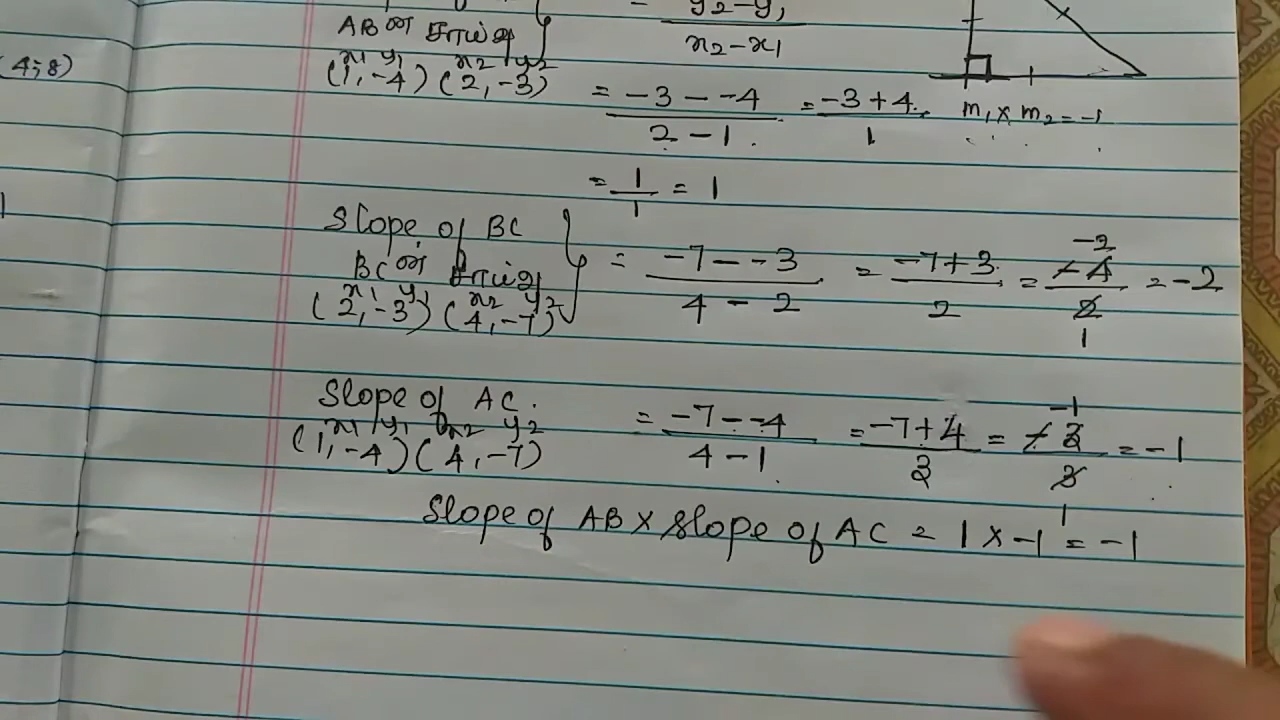 = y2-y1
AB ன் சாய்வு
x2-x1
(4,8)
x1 y1 x2 y2
(1,-4) (2,-3) = -3 - -4 = -3+4
2-1 1
m1 x m2 = -1
= 1 = 1
1
Slope of BC
BC ன் சாய்வு = -7 - -3 = -7+3 = -4 = -2
4-2 2 2
-2
1
x1 y1 x2 y2
(2,-3) (4,-7)
Slope of AC.
x1 y1 x2 y2
(1,-4) (4,-7) = -7 - -4 = -7+4 = -3 = -1
4-1 3 3
-1
1
Slope of AB x Slope of AC = 1 x -1 = -1